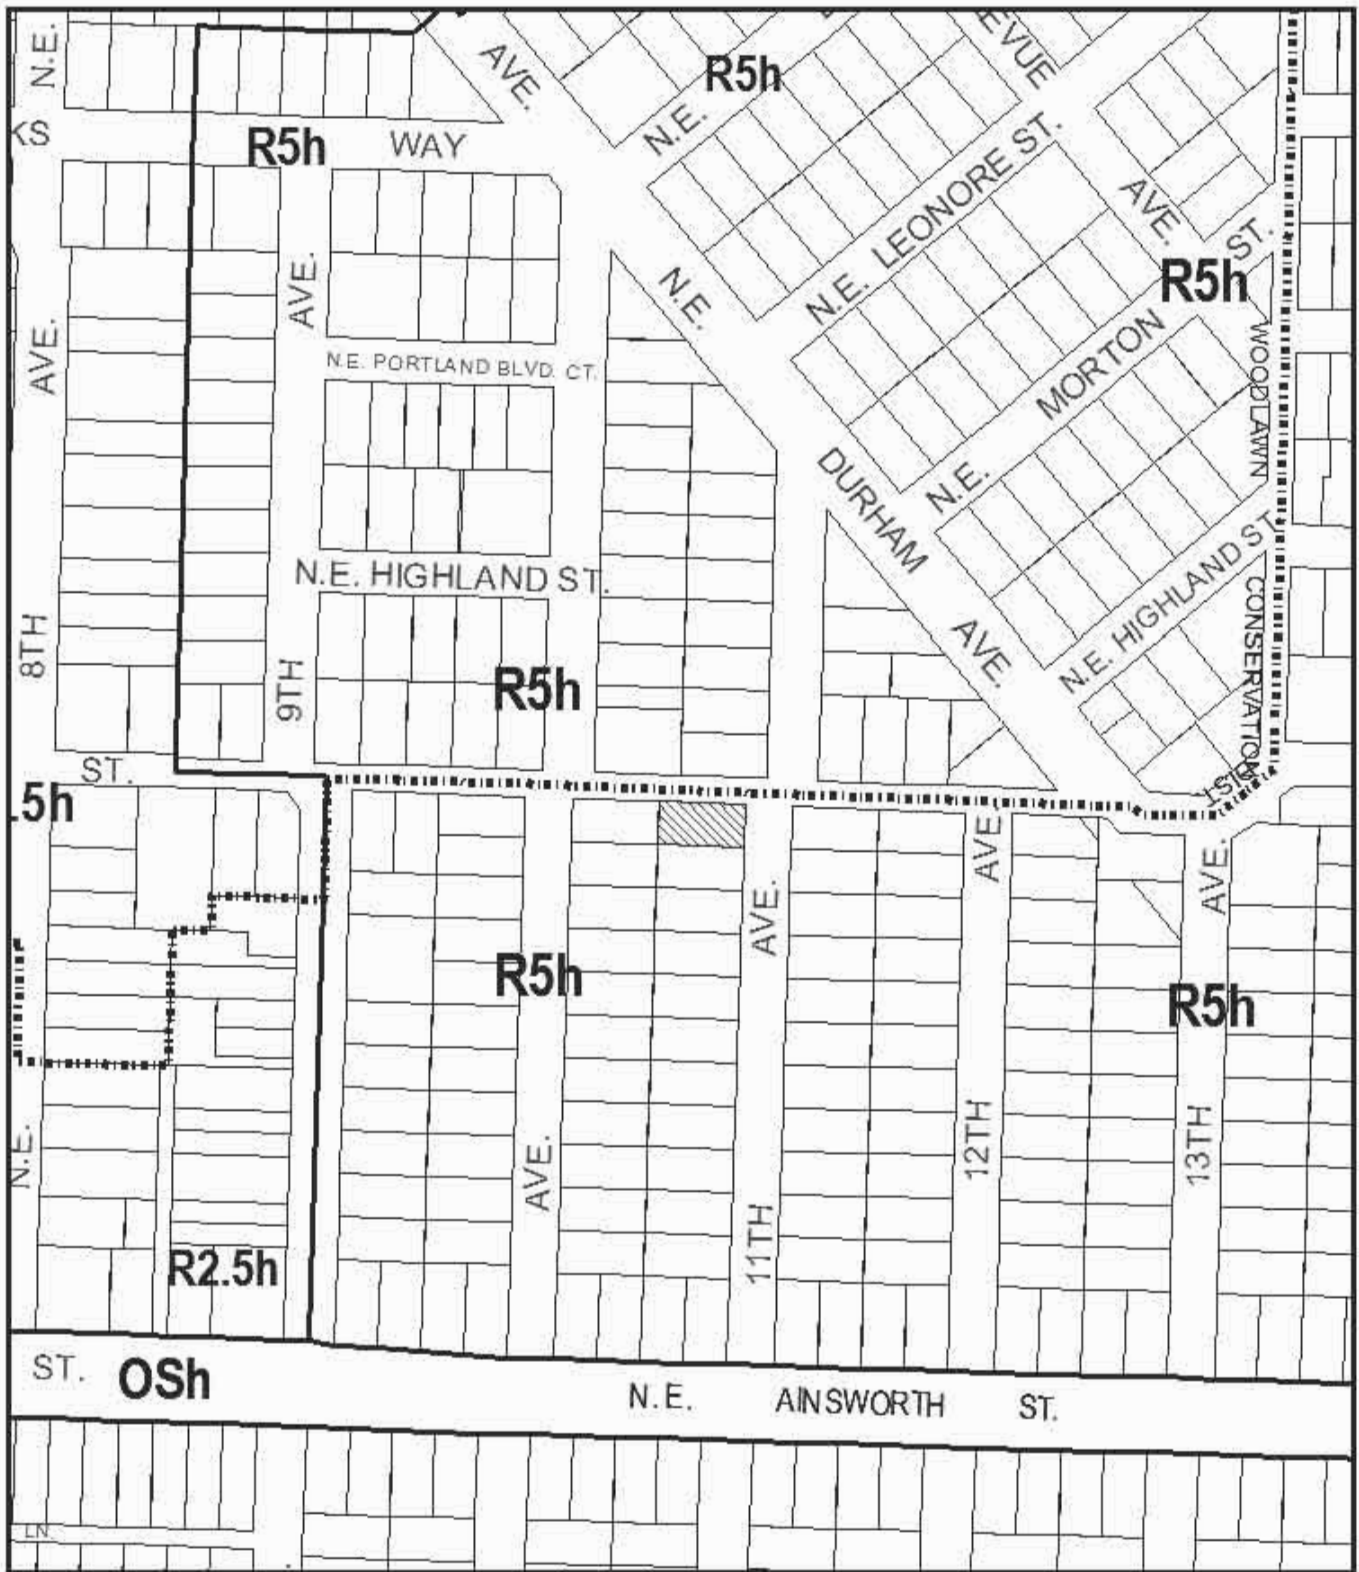 N.E.
AVE.
R5h
EVUE
KS
R5h
WAY
N.E.
N.E. LEONORE ST.
AVE.
ST.
R5h
AVE.
N.E.
AVE.
N.E. PORTLAND BLVD. CT.
N.E. MORTON
WOODLAWN
DURHAM
AVE.
N.E. HIGHLAND ST.
N.E. HIGHLAND ST.
CONSERVATION
DIST
8TH
9TH
R5h
ST.
.5h
AVE.
AVE
AVE.
R5h
R5h
N.E.
AVE.
11TH
12TH
13TH
R2.5h
ST.
OSh
N.E. AINSWORTH ST.
LN.